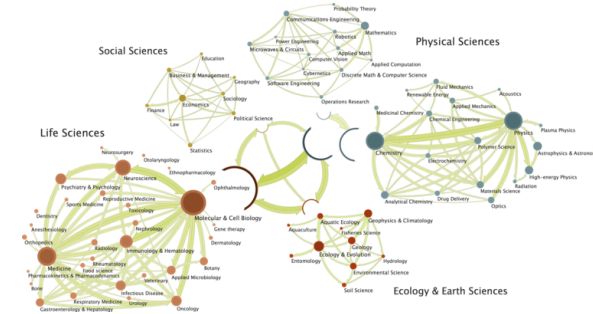 Probability Theory
Communications Engineering
Mathematics
Power Engineering
Robotics
Microwaves & Circuits
Applied Math
Computer Vision
Applied Computation
Cybernetics
Discrete Math & Computer Science
Software Engineering
Operations Research
Physical Sciences
Social Sciences
Education
Business & Management
Geography
Economics
Sociology
Finance
Law
Political Science
Statistics
Fluid Mechanics
Renewable Energy
Acoustics
Applied Mechanics
Medicinal Chemistry
Chemical Engineering
Physics
Plasma Physics
Polymer Science
Chemistry
Astrophysics & Astrono
Electrochemistry
High-energy Physics
Radiation
Materials Science
Analytical Chemistry
Drug Delivery
Optics
Life Sciences
Neurosurgery
Otolaryngology
Neuroscience
Ethnopharmacology
Psychiatry & Psychology
Ophthalmology
Reproductive Medicine
Sports Medicine
Toxicology
Dentistry
Molecular & Cell Biology
Anesthesiology
Nephrology
Gene therapy
Orthopedics
Dermatology
Radiology
Immunology & Hematology
Medicine
Rheumatology
Botany
Food science
Pharmacokinetics & Pharmacodynamics
Applied Microbiology
Veterinary
Bone
Infectious Disease
Respiratory Medicine
Urology
Oncology
Gastroenterology & Hepatology
Aquatic Ecology
Geophysics & Climatology
Aquaculture
Fisheries Science
Geology
Ecology & Evolution
Entomology
Hydrology
Environmental Science
Soil Science
Ecology & Earth Sciences